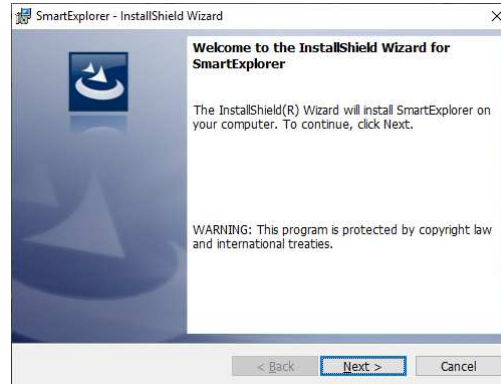 SmartExplorer - InstallShield Wizard
Welcome to the InstallShield Wizard for
SmartExplorer
The InstallShield(R) Wizard will install SmartExplorer on
your computer. To continue, click Next.
WARNING: This program is protected by copyright law
and international treaties.
< Back Next > Cancel